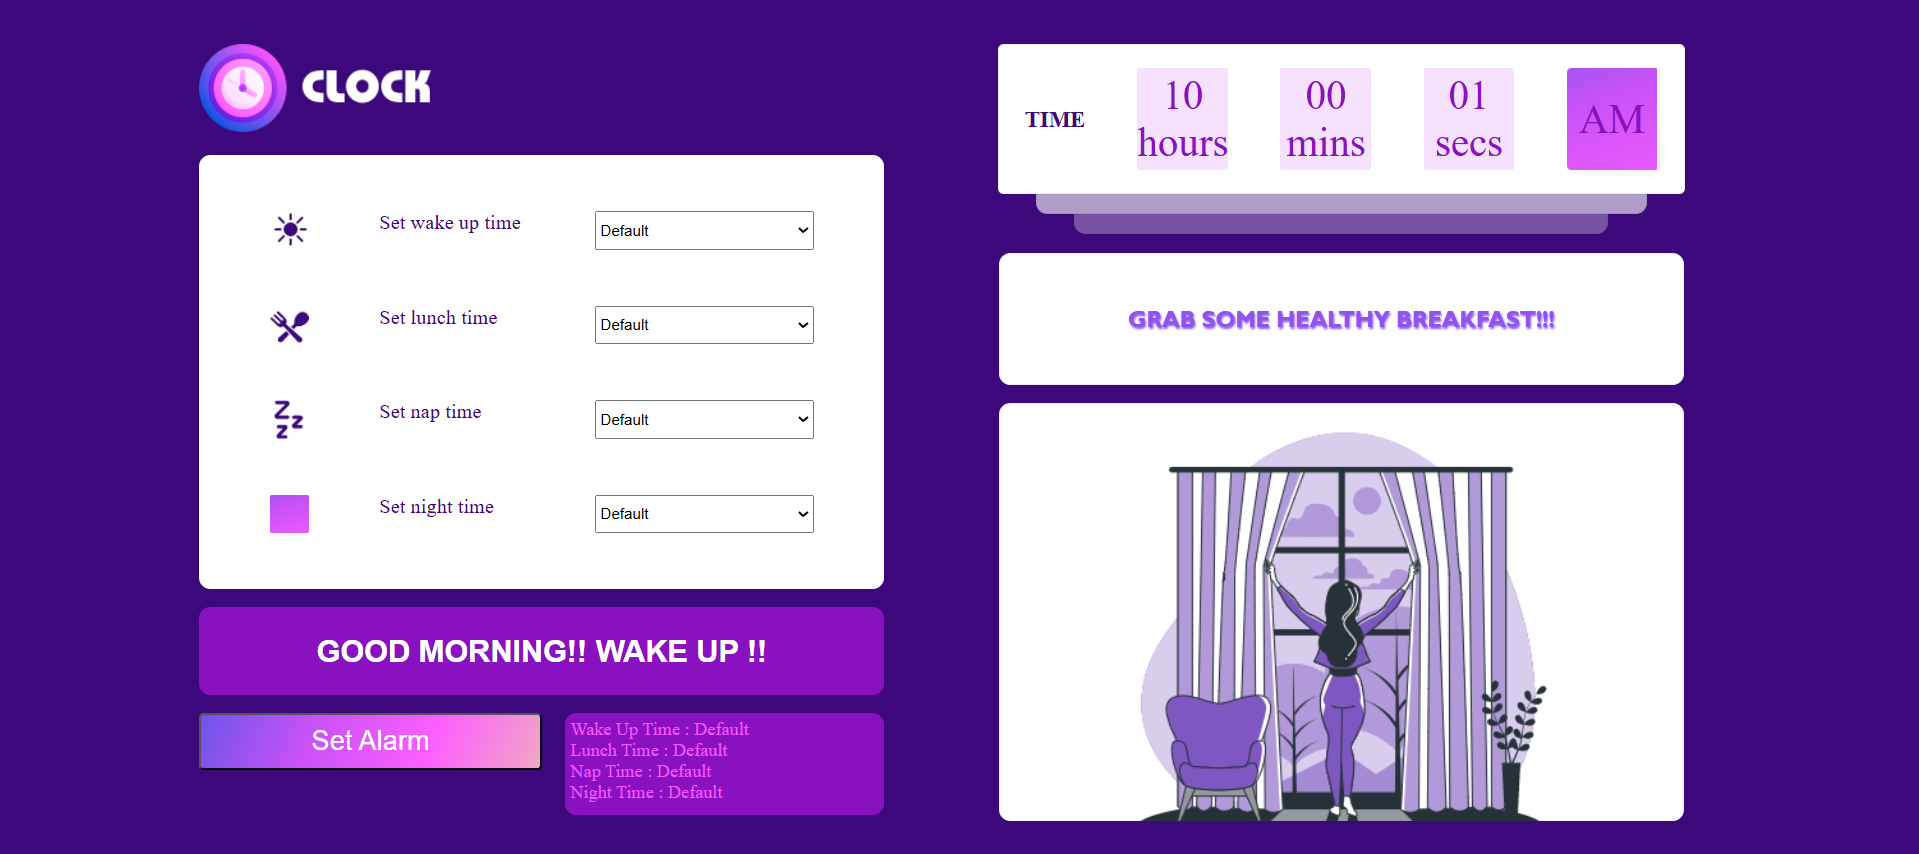 CLOCK
Set wake up time
Default
Set lunch time
Default
Set nap time
Default
Set night time
Default
GOOD MORNING!! WAKE UP !!
Set Alarm
Wake Up Time : Default
Lunch Time : Default
Nap Time : Default
Night Time : Default
TIME
10
hours
00
mins
01
secs
AM
GRAB SOME HEALTHY BREAKFAST!!!